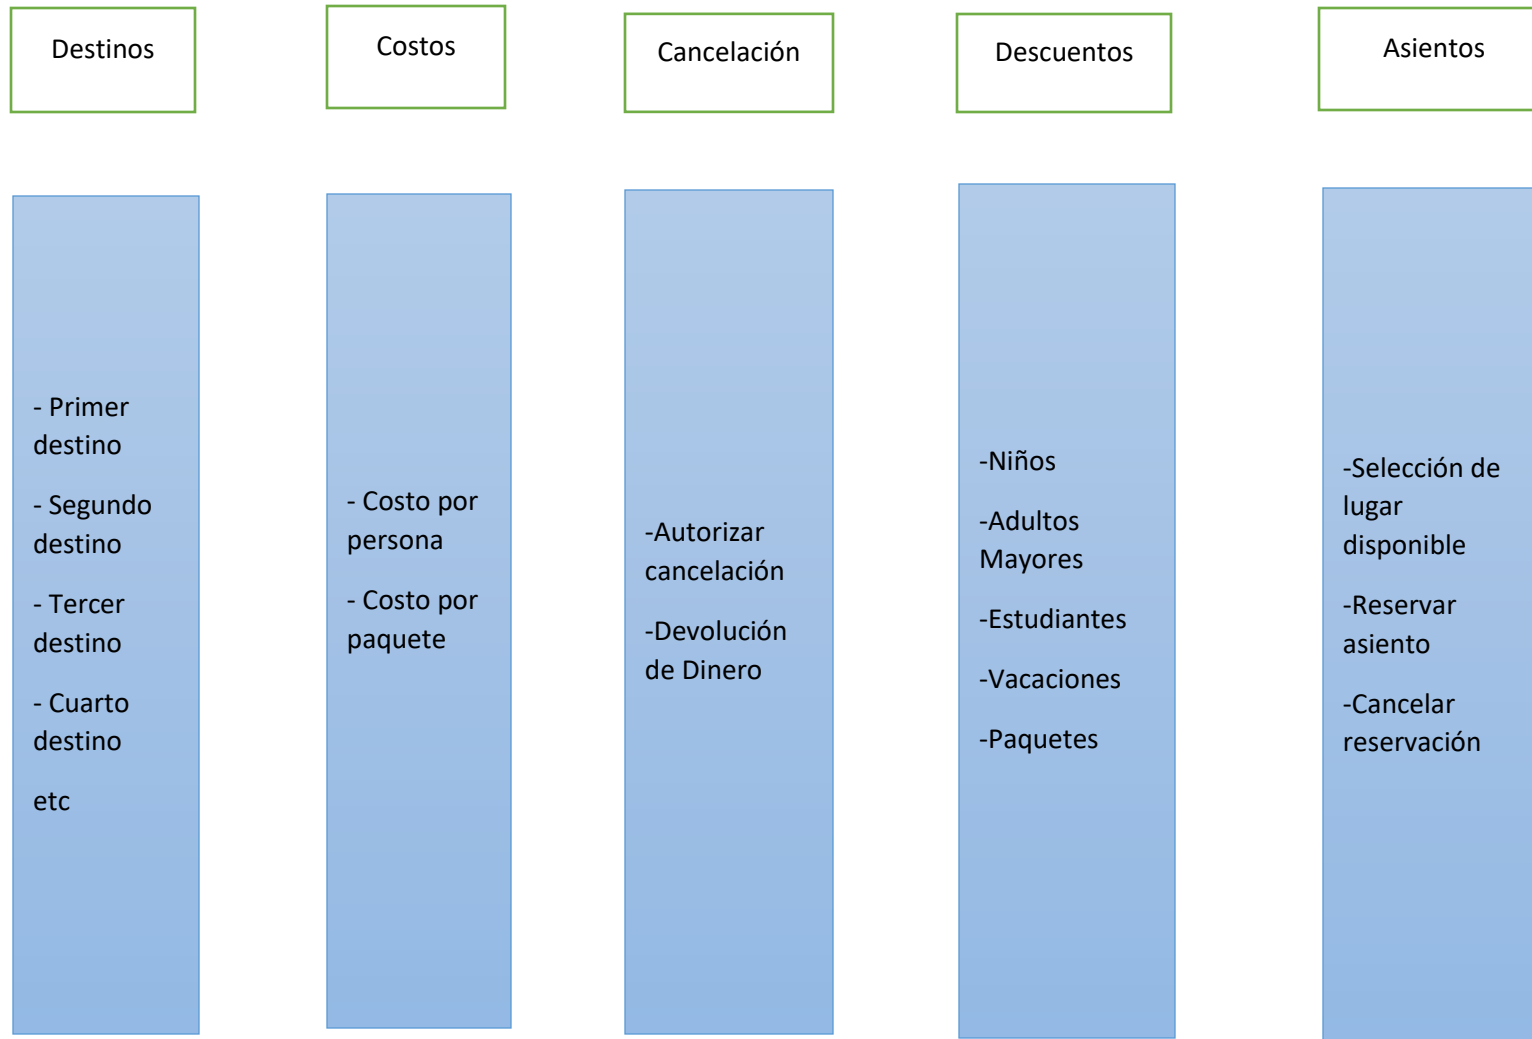 Destinos
Costos
Cancelación
Descuentos
Asientos
- Primer
destino
- Segundo
destino
- Tercer
destino
- Cuarto
destino
etc
- Costo por
persona
- Costo por
paquete
-Autorizar
cancelación
-Devolución
de Dinero
-Niños
-Adultos
Mayores
-Estudiantes
-Vacaciones
-Paquetes
-Selección de
lugar
disponible
-Reservar
asiento
-Cancelar
reservación